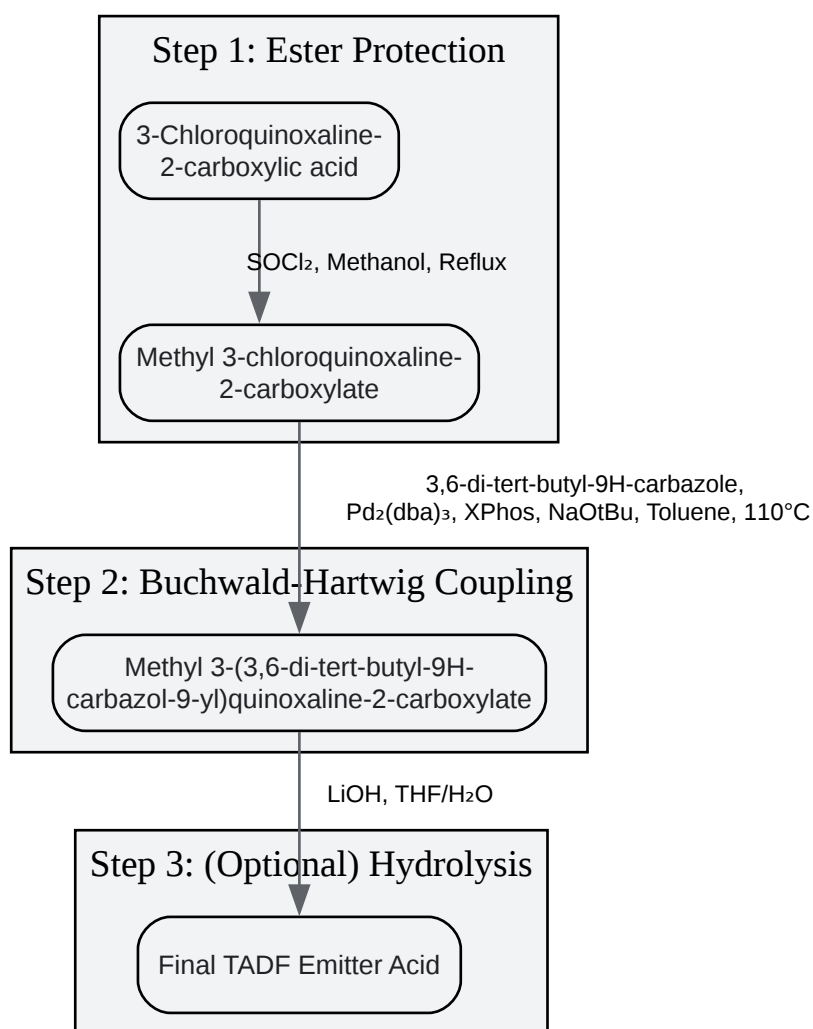 Step 1: Ester Protection
3-Chloroquinoxaline-
2-carboxylic acid
SOCl₂, Methanol, Reflux
Methyl 3-chloroquinoxaline-
2-carboxylate
3,6-di-tert-butyl-9H-carbazole,
Pd₂(dba)₃, XPhos, NaOtBu, Toluene, 110°C
Step 2: Buchwald-Hartwig Coupling
Methyl 3-(3,6-di-tert-butyl-9H-
carbazol-9-yl)quinoxaline-2-carboxylate
LiOH, THF/H₂O
Step 3: (Optional) Hydrolysis
Final TADF Emitter Acid